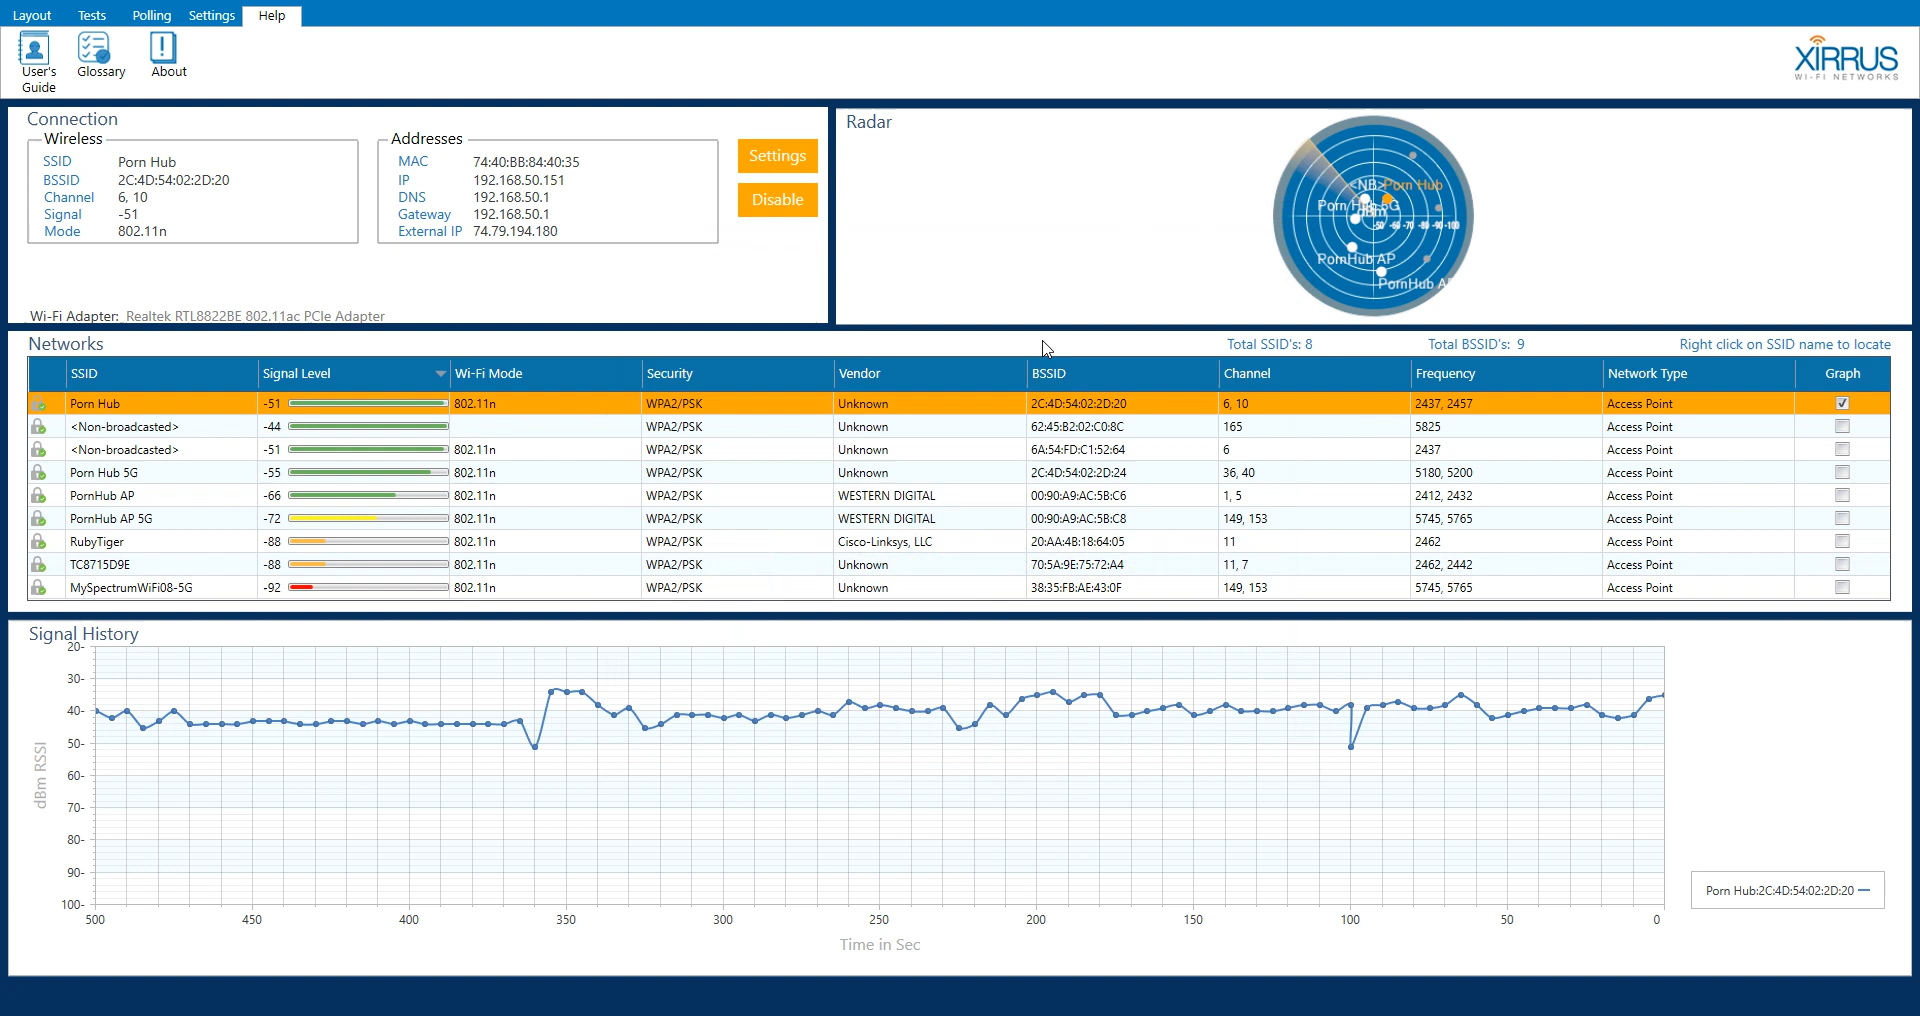 Layout Tests Polling Settings Help
User's Guide Glossary About
XIRRUS
WI-FI NETWORKS
Connection
Wireless
SSID Porn Hub
BSSID 2C:4D:54:02:2D:20
Channel 6, 10
Signal -51
Mode 802.11n
Addresses
MAC 74:40:BB:84:40:35
IP 192.168.50.151
DNS 192.168.50.1
Gateway 192.168.50.1
External IP 74.79.194.180
Settings
Disable
Wi-Fi Adapter: Realtek RTL8822BE 802.11ac PCIe Adapter
Radar
<NB> Porn Hub
Porn Hub 5G
dBm
-50 -60 -70 -80 -90 -100
PornHub AP
PornHub A
Networks Total SSID's: 8 Total BSSID's: 9 Right click on SSID name to locate
SSID Signal Level Wi-Fi Mode Security Vendor BSSID Channel Frequency Network Type Graph
Porn Hub -51 802.11n WPA2/PSK Unknown 2C:4D:54:02:2D:20 6, 10 2437, 2457 Access Point
<Non-broadcasted> -44 WPA2/PSK Unknown 62:45:B2:02:C0:8C 165 5825 Access Point
<Non-broadcasted> -51 802.11n WPA2/PSK Unknown 6A:54:FD:C1:52:64 6 2437 Access Point
Porn Hub 5G -55 802.11n WPA2/PSK Unknown 2C:4D:54:02:2D:24 36, 40 5180, 5200 Access Point
PornHub AP -66 802.11n WPA2/PSK WESTERN DIGITAL 00:90:A9:AC:5B:C6 1, 5 2412, 2432 Access Point
PornHub AP 5G -72 802.11n WPA2/PSK WESTERN DIGITAL 00:90:A9:AC:5B:C8 149, 153 5745, 5765 Access Point
RubyTiger -88 802.11n WPA2/PSK Cisco-Linksys, LLC 20:AA:4B:18:64:05 11 2462 Access Point
TC8715D9E -88 802.11n WPA2/PSK Unknown 70:5A:9E:75:72:A4 11, 7 2462, 2442 Access Point
MySpectrumWiFi08-5G -92 802.11n WPA2/PSK Unknown 38:35:FB:AE:43:0F 149, 153 5745, 5765 Access Point
Signal History
20-
30-
40-
50-
60-
70-
80-
90-
100-
dBm RSSI
500 450 400 350 300 250 200 150 100 50 0
Time in Sec
Porn Hub:2C:4D:54:02:2D:20